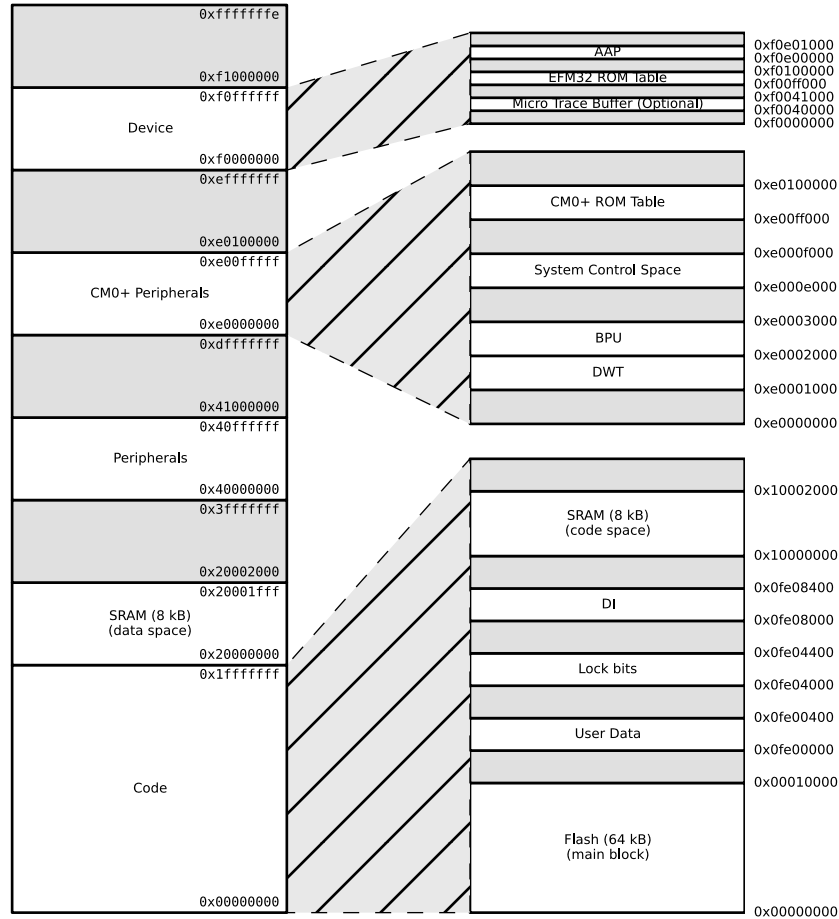 0xfffffffe
0xf1000000
0xf0ffffff
Device
0xf0000000
0xefffffff
0xe0100000
0xe00fffff
CM0+ Peripherals
0xe0000000
0xdfffffff
0x41000000
0x40ffffff
Peripherals
0x40000000
0x3fffffff
0x20002000
0x20001fff
SRAM (8 kB)
(data space)
0x20000000
0x1fffffff
Code
0x00000000
0xf0e01000
AAP
0xf0e00000
0xf0100000
EFM32 ROM Table
0xf00ff000
0xf0041000
Micro Trace Buffer (Optional)
0xf0040000
0xf0000000
0xe0100000
CM0+ ROM Table
0xe00ff000
0xe000f000
System Control Space
0xe000e000
0xe0003000
BPU
0xe0002000
DWT
0xe0001000
0xe0000000
0x10002000
SRAM (8 kB)
(code space)
0x10000000
0x0fe08400
DI
0x0fe08000
0x0fe04400
Lock bits
0x0fe04000
0x0fe00400
User Data
0x0fe00000
0x00010000
Flash (64 kB)
(main block)
0x00000000